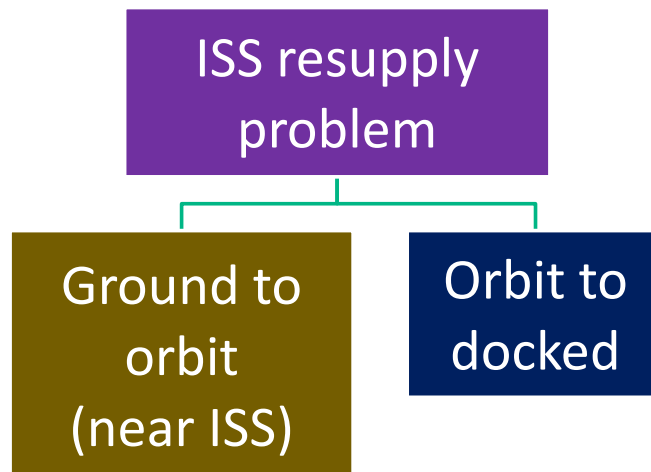 ISS resupply
problem
Ground to
orbit
(near ISS)
Orbit to
docked